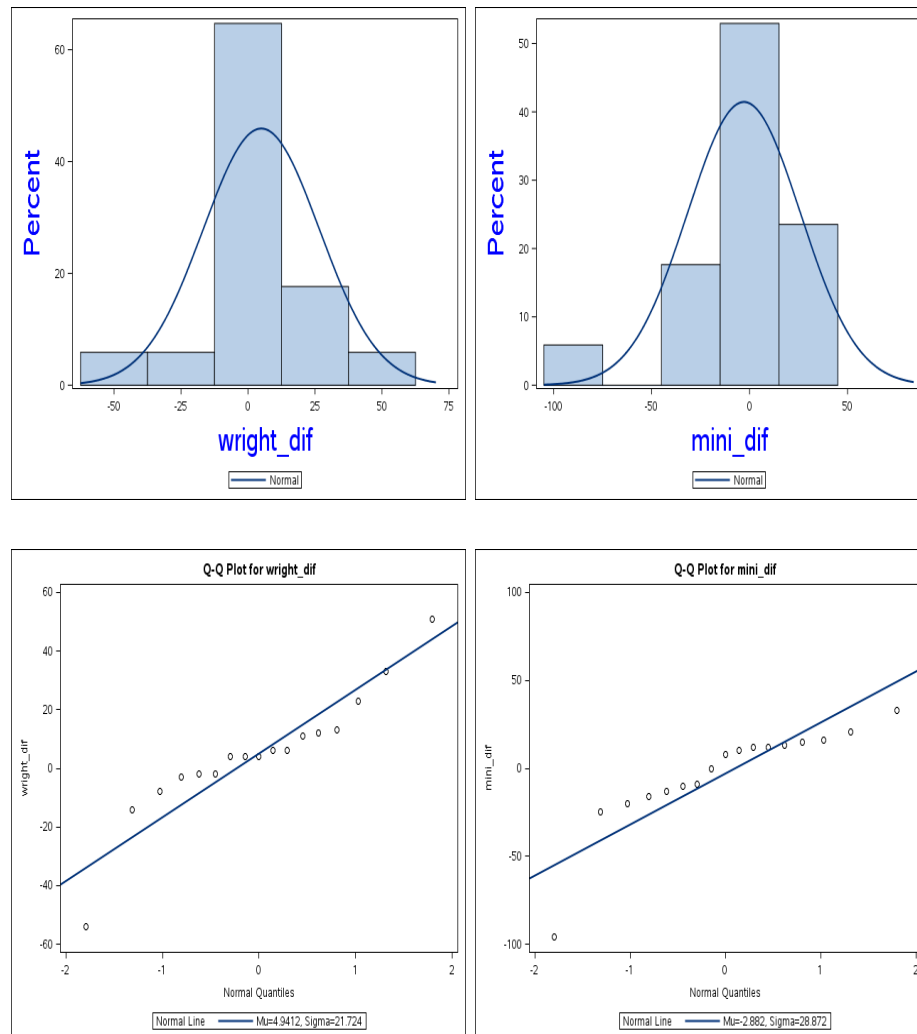 Percent
60
40
20
0
-50 -25 0 25 50 75
wright_dif
Normal
Percent
50
40
30
20
10
0
-100 -50 0 50
mini_dif
Normal
Q-Q Plot for wright_dif
wright_dif
60
40
20
0
-20
-40
-60
-2 -1 0 1 2
Normal Quantiles
Normal Line Mu=4.9412, Sigma=21.724
Q-Q Plot for mini_dif
mini_dif
100
50
0
-50
-100
-2 -1 0 1 2
Normal Quantiles
Normal Line Mu=-2.882, Sigma=28.872